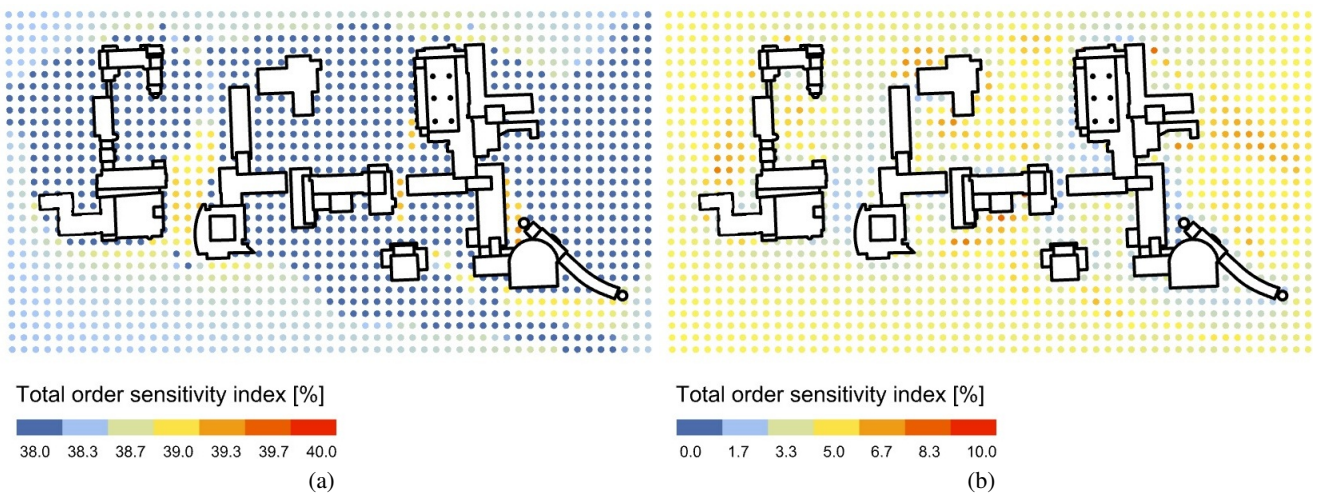 Total order sensitivity index [%]
38.0 38.3 38.7 39.0 39.3 39.7 40.0
(a)
Total order sensitivity index [%]
0.0 1.7 3.3 5.0 6.7 8.3 10.0
(b)